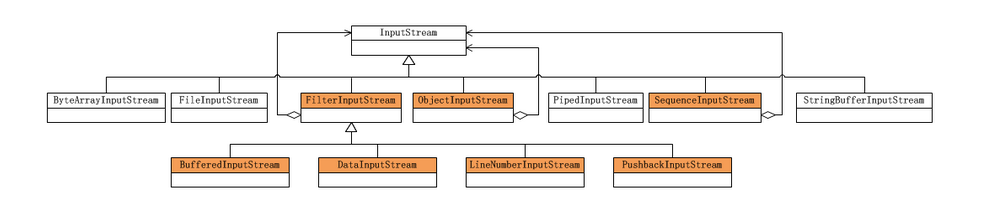 InputStream
ByteArrayInputStream
FileInputStream
FilterInputStream
ObjectInputStream
PipedInputStream
SequenceInputStream
StringBufferInputStream
BufferedInputStream
DataInputStream
LineNumberInputStream
PushbackInputStream